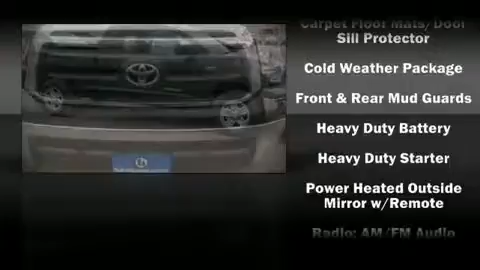 Carpet Floor Mats/Door
Sill Protector
Cold Weather Package
Front & Rear Mud Guards
Heavy Duty Battery
Heavy Duty Starter
Power Heated Outside
Mirror w/Remote
Radio: AM/FM Audio